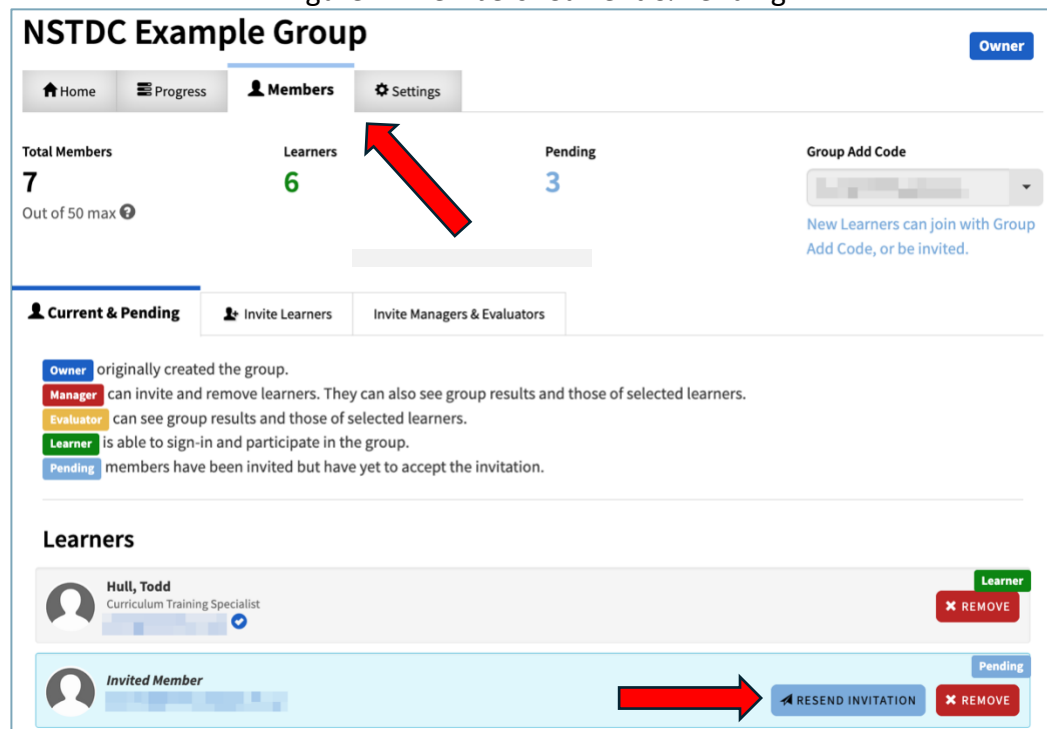 NSTDC Example Group
Owner
Home
Progress
Members
Settings
Total Members
Learners
Pending
Group Add Code
7
6
3
Out of 50 max
New Learners can join with Group
Add Code, or be invited.
Current & Pending
Invite Learners
Invite Managers & Evaluators
Owner originally created the group.
Manager can invite and remove learners. They can also see group results and those of selected learners.
Evaluator can see group results and those of selected learners.
Learner is able to sign-in and participate in the group.
Pending members have been invited but have yet to accept the invitation.
Learners
Hull, Todd
Curriculum Training Specialist
Learner
REMOVE
Invited Member
Pending
RESEND INVITATION
REMOVE